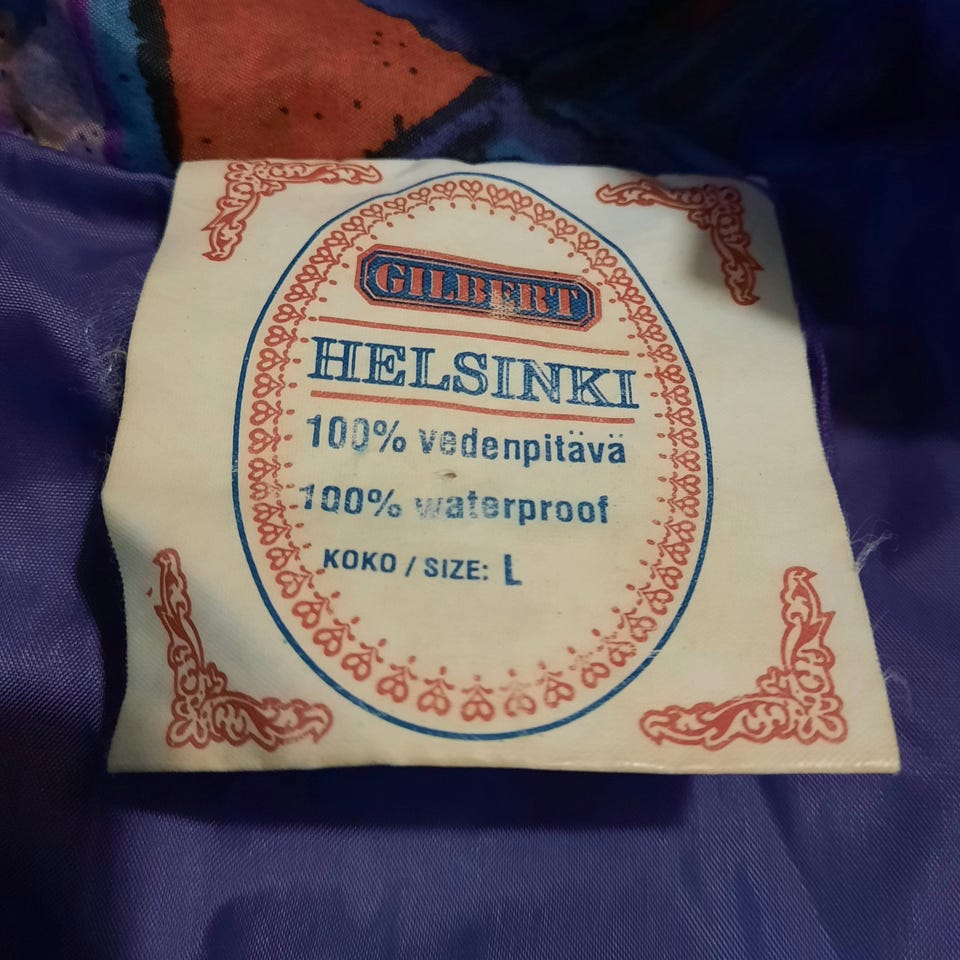 GILBERT
HELSINKI
100% vedenpitävä
100% waterproof
KOKO / SIZE: L